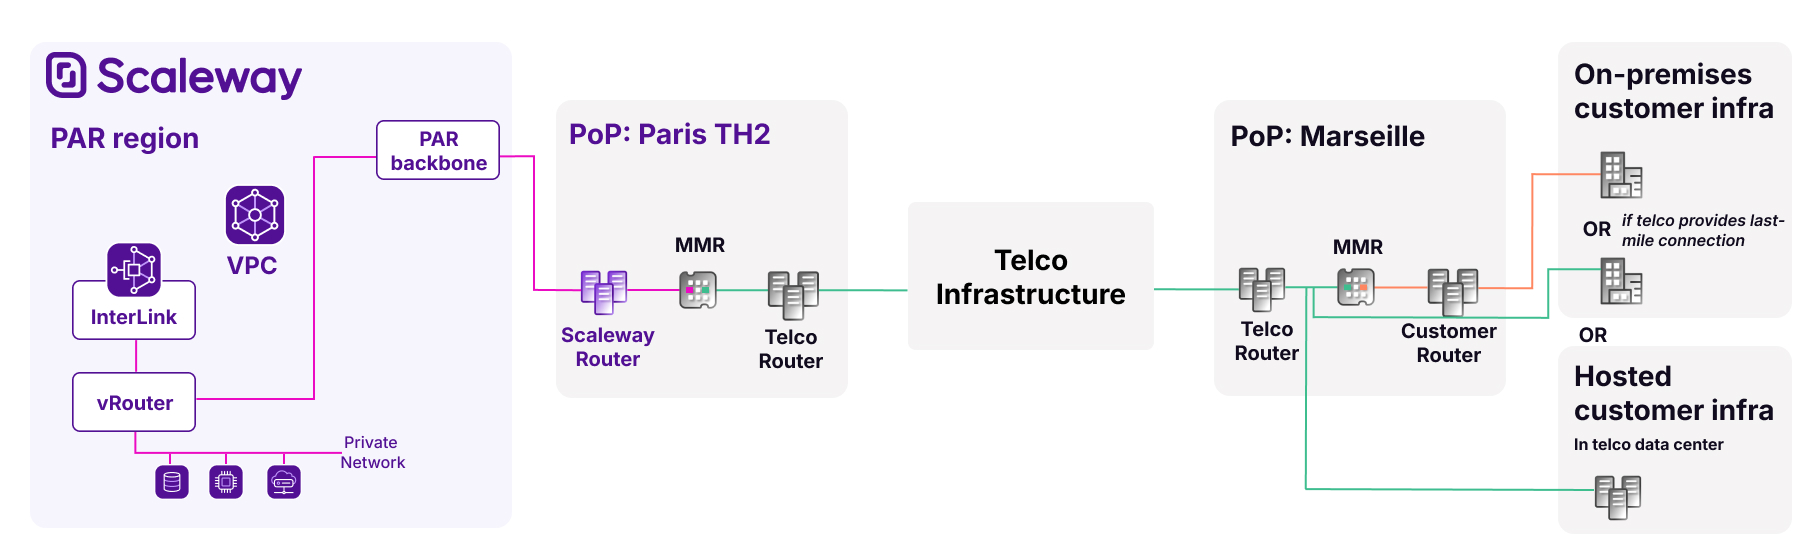 Scaleway
PAR region
PAR
backbone
VPC
InterLink
vRouter
Private
Network
PoP: Paris TH2
MMR
Scaleway
Router
Telco
Router
Telco
Infrastructure
PoP: Marseille
MMR
Telco
Router
Customer
Router
On-premises
customer infra
OR
if telco provides last-
mile connection
OR
Hosted
customer infra
In telco data center